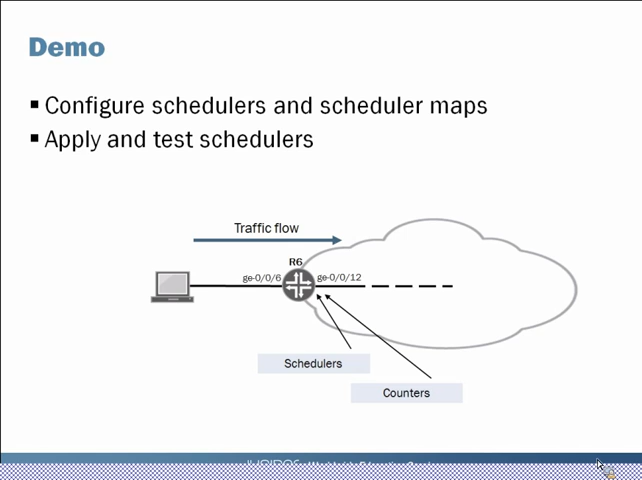 Demo
Configure schedulers and scheduler maps
Apply and test schedulers
Traffic flow
R6
ge-0/0/6
ge-0/0/12
Schedulers
Counters